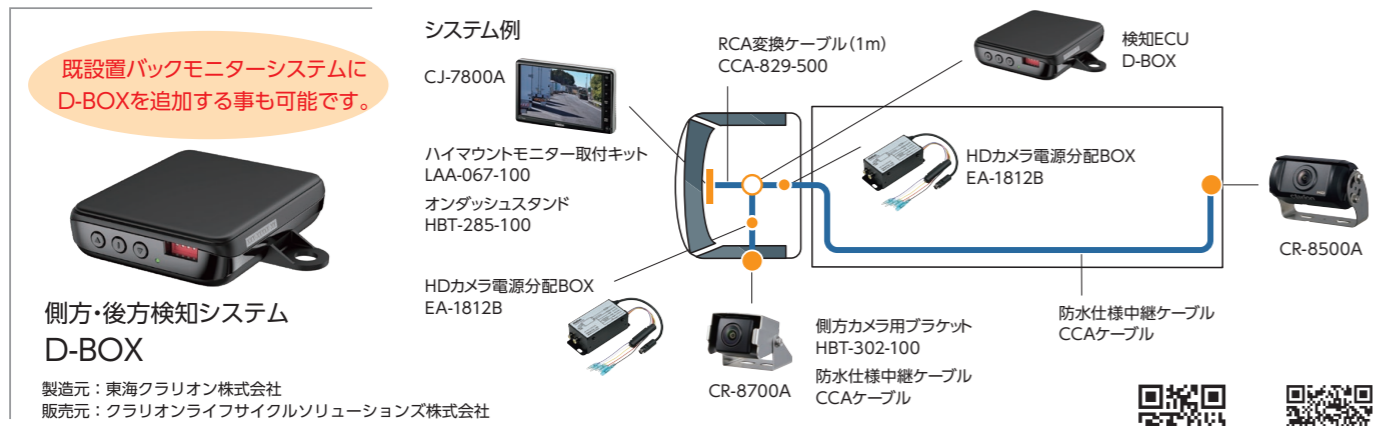 既設置バックモニターシステムに
D-BOXを追加する事も可能です。
側方・後方検知システム
D-BOX
製造元：東海クラリオン株式会社
販売元：クラリオンライフサイクルソリューションズ株式会社
システム例
CJ-7800A
ハイマウントモニター取付キット
LAA-067-100
オンダッシュスタンド
HBT-285-100
RCA変換ケーブル（1m）
CCA-829-500
検知ECU
D-BOX
HDカメラ電源分配BOX
EA-1812B
CR-8500A
HDカメラ電源分配BOX
EA-1812B
CR-8700A
側方カメラ用ブラケット
HBT-302-100
防水仕様中継ケーブル
CCAケーブル
防水仕様中継ケーブル
CCAケーブル